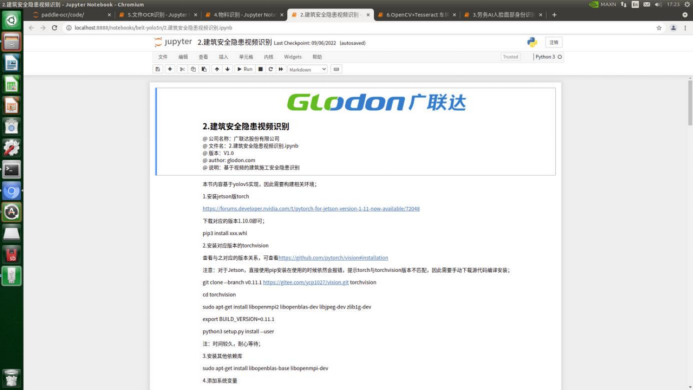 2.建筑安全隐患视频识别 - Jupyter Notebook - Chromium
MAXN
17:23
paddle-ocr/code/
5.文件OCR识别 - Jupyter
4.物料识别 - Jupyter Note
2.建筑安全隐患视频识别
6.OpenCV+Tesseract
localhost:8888/notebooks/belt-yolov5n/2.建筑安全隐患视频识别.ipynb
jupyter 2.建筑安全隐患视频识别 Last Checkpoint: 09/06/2022 (autosaved)
注销
文件 编辑 查看 插入 单元格 内核 Widgets 帮助
Trusted Python 3
Run Markdown
Glodon广联达
2.建筑安全隐患视频识别
@ 公司名称：广联达股份有限公司
@ 文件名：2.建筑安全隐患视频识别.ipynb
@ 版本：V1.0
@ author: glodon.com
@ 说明：基于视频的建筑施工安全隐患识别
本节内容基于yolov5实现，因此需要构建相关环境；
1.安装jetson版torch
https://forums.developer.nvidia.com/t/pytorch-for-jetson-version-1-11-now-available/72048
下载对应的版本1.10.0即可；
pip3 install xxx.whl
2.安装对应版本的torchvision
查看与之对应的版本关系，可查看https://github.com/pytorch/vision#installation
注意：对于Jetson，直接使用pip安装在使用的时候依然会报错，提示torch与torchvision版本不匹配，因此需要手动下载源代码编译安装；
git clone --branch v0.11.1 https://gitee.com/ycp1027/vision.git torchvision
cd torchvision
sudo apt-get install libopenmpi2 libopenblas-dev libjpeg-dev zlib1g-dev
export BUILD_VERSION=0.11.1
python3 setup.py install --user
注：时间较久，耐心等待；
3.安装其他依赖库
sudo apt-get install libopenblas-base libopenmpi-dev
4.添加系统变量